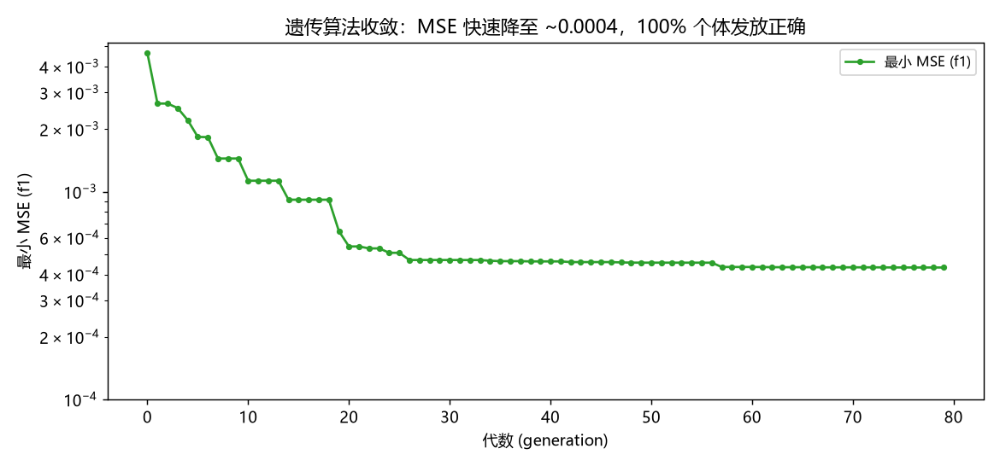 遗传算法收敛：MSE 快速降至 ~0.0004，100% 个体发放正确
最小 MSE (f1)
最小 MSE (f1)
4 × 10⁻³
3 × 10⁻³
2 × 10⁻³
10⁻³
6 × 10⁻⁴
4 × 10⁻⁴
3 × 10⁻⁴
2 × 10⁻⁴
10⁻⁴
0 10 20 30 40 50 60 70 80
代数 (generation)